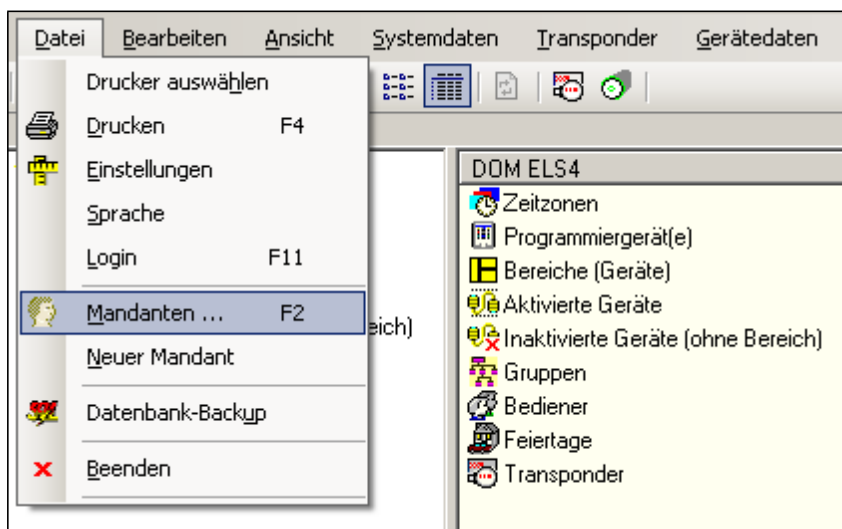 Datei Bearbeiten Ansicht Systemdaten Transponder Gerätedaten
Drucker auswählen
Drucken F4
Einstellungen
Sprache
Login F11
Mandanten ... F2
Neuer Mandant
Datenbank-Backup
Beenden
eich)
DOM ELS4
Zeitzonen
Programmiergerät(e)
Bereiche (Geräte)
Aktivierte Geräte
Inaktivierte Geräte (ohne Bereich)
Gruppen
Bediener
Feiertage
Transponder